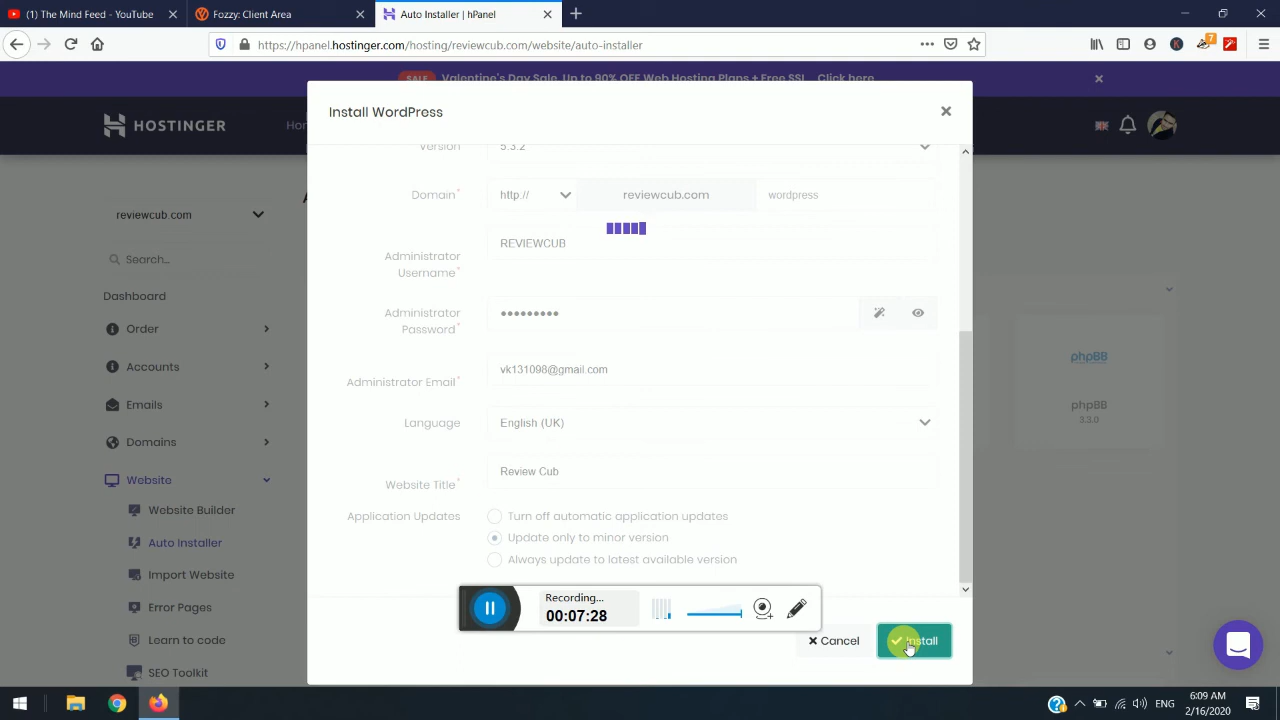 (1) The Mind Feed - YouTube
Fozzy: Client Area
Auto Installer | hPanel
https://hpanel.hostinger.com/hosting/reviewcub.com/website/auto-installer
7
SALE Valentine's Day Sale. Up to 90% OFF Web Hosting Plans + Free SSL Click here
HOSTINGER
Install WordPress
reviewcub.com
Search...
Dashboard
Order
Accounts
Emails
Domains
Website
Website Builder
Auto Installer
Import Website
Error Pages
Learn to code
SEO Toolkit
Version
5.3.2
Domain*
http://
reviewcub.com
wordpress
Administrator
Username*
REVIEWCUB
Administrator
Password*
Administrator Email*
vk131098@gmail.com
Language
English (UK)
Website Title*
Review Cub
Application Updates
Turn off automatic application updates
Update only to minor version
Always update to latest available version
phpBB
phpBB
3.3.0
Recording...
00:07:28
Cancel
Install
ENG
6:09 AM
2/16/2020